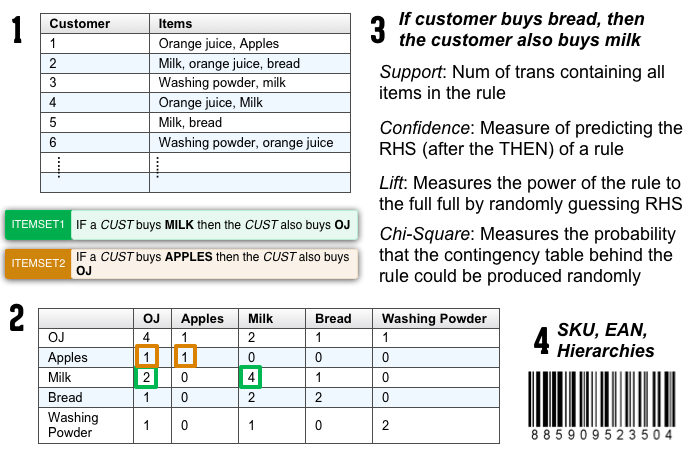 1
Customer Items
1 Orange juice, Apples
2 Milk, orange juice, bread
3 Washing powder, milk
4 Orange juice, Milk
5 Milk, bread
6 Washing powder, orange juice
ITEMSET1 IF a CUST buys MILK then the CUST also buys OJ
ITEMSET2 IF a CUST buys APPLES then the CUST also buys
OJ
2
OJ Apples Milk Bread Washing Powder
OJ 4 1 2 1 1
Apples 1 1 0 0 0
Milk 2 0 4 1 0
Bread 1 0 2 2 0
Washing
Powder 1 0 1 0 2
3 If customer buys bread, then
the customer also buys milk
Support: Num of trans containing all
items in the rule
Confidence: Measure of predicting the
RHS (after the THEN) of a rule
Lift: Measures the power of the rule to
the full full by randomly guessing RHS
Chi-Square: Measures the probability
that the contingency table behind the
rule could be produced randomly
4 SKU, EAN,
Hierarchies
885909523504